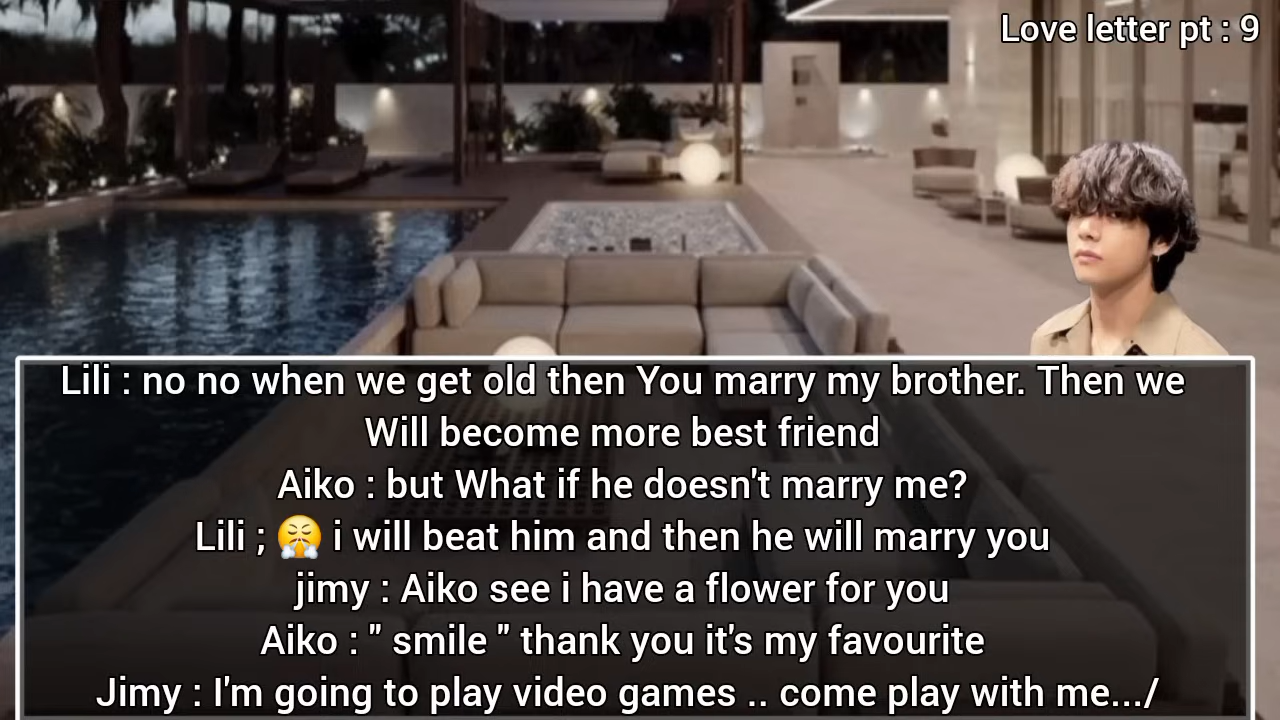 Love letter pt : 9
Lili : no no when we get old then You marry my brother. Then we
Will become more best friend
Aiko : but What if he doesn't marry me?
Lili ; 😤 i will beat him and then he will marry you
jimy : Aiko see i have a flower for you
Aiko : " smile " thank you it's my favourite
Jimy : I'm going to play video games .. come play with me.../